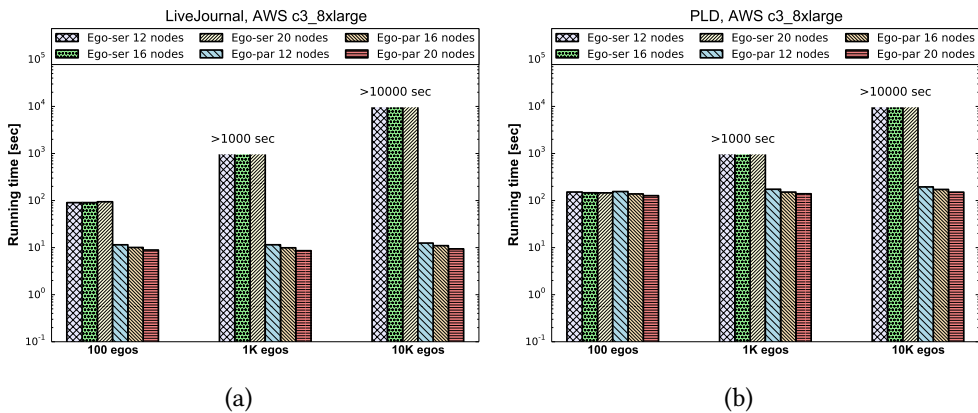 LiveJournal, AWS c3_8xlarge
Ego-ser 12 nodes
Ego-ser 20 nodes
Ego-par 16 nodes
Ego-ser 16 nodes
Ego-par 12 nodes
Ego-par 20 nodes
Running time [sec]
10^5
10^4
10^3
10^2
10^1
10^0
10^-1
>1000 sec
>10000 sec
100 egos
1K egos
10K egos
(a)
PLD, AWS c3_8xlarge
Ego-ser 12 nodes
Ego-ser 20 nodes
Ego-par 16 nodes
Ego-ser 16 nodes
Ego-par 12 nodes
Ego-par 20 nodes
Running time [sec]
10^5
10^4
10^3
10^2
10^1
10^0
10^-1
>1000 sec
>10000 sec
100 egos
1K egos
10K egos
(b)